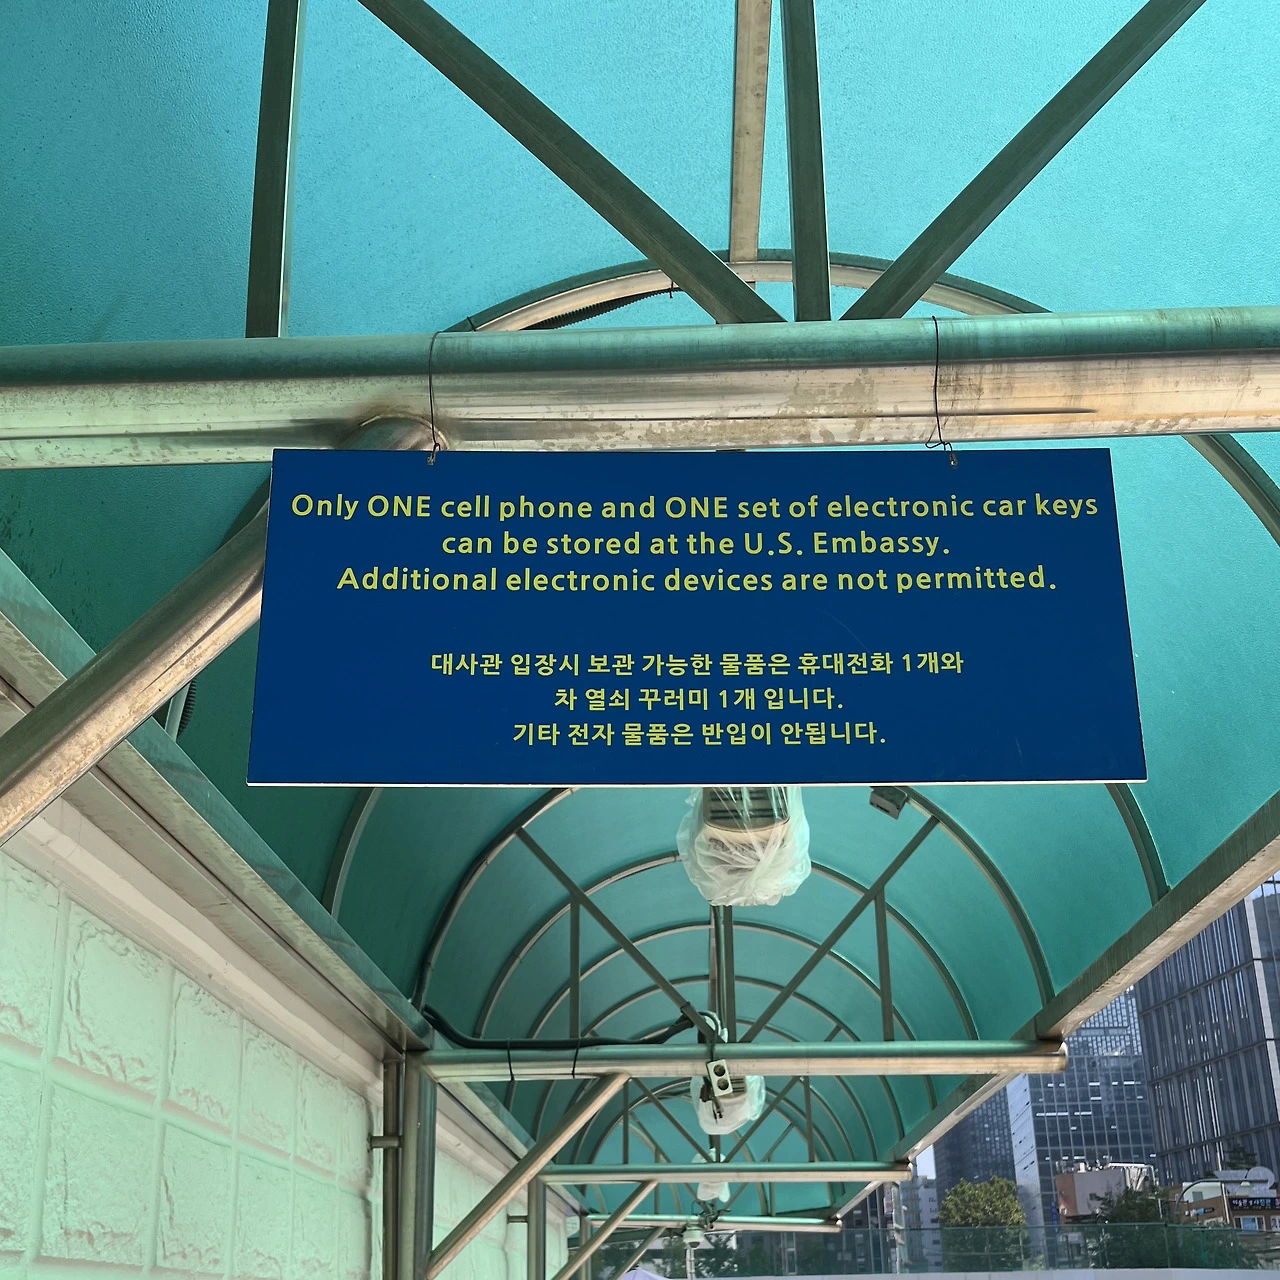 Only ONE cell phone and ONE set of electronic car keys
can be stored at the U.S. Embassy.
Additional electronic devices are not permitted.
대사관 입장시 보관 가능한 물품은 휴대전화 1개와
차 열쇠 꾸러미 1개 입니다.
기타 전자 물품은 반입이 안됩니다.